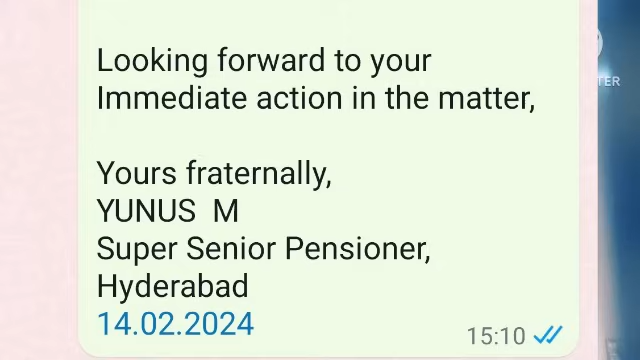 Looking forward to your
Immediate action in the matter,
Yours fraternally,
YUNUS M
Super Senior Pensioner,
Hyderabad
14.02.2024
15:10